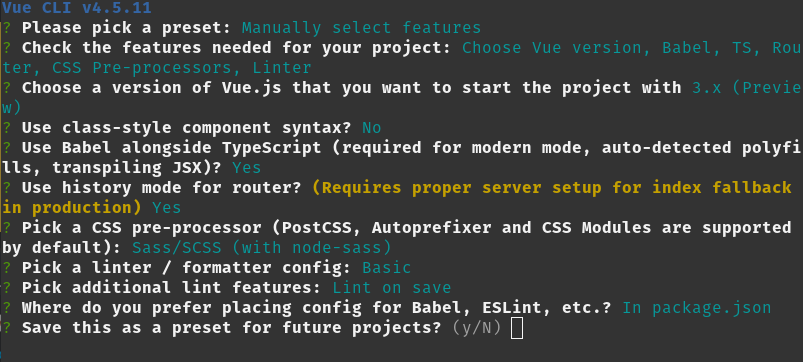 Vue CLI v4.5.11
? Please pick a preset: Manually select features
? Check the features needed for your project: Choose Vue version, Babel, TS, Rou
ter, CSS Pre-processors, Linter
? Choose a version of Vue.js that you want to start the project with 3.x (Previe
w)
? Use class-style component syntax? No
? Use Babel alongside TypeScript (required for modern mode, auto-detected polyfi
lls, transpiling JSX)? Yes
? Use history mode for router? (Requires proper server setup for index fallback
in production) Yes
? Pick a CSS pre-processor (PostCSS, Autoprefixer and CSS Modules are supported
by default): Sass/SCSS (with node-sass)
? Pick a linter / formatter config: Basic
? Pick additional lint features: Lint on save
? Where do you prefer placing config for Babel, ESLint, etc.? In package.json
? Save this as a preset for future projects? (y/N)